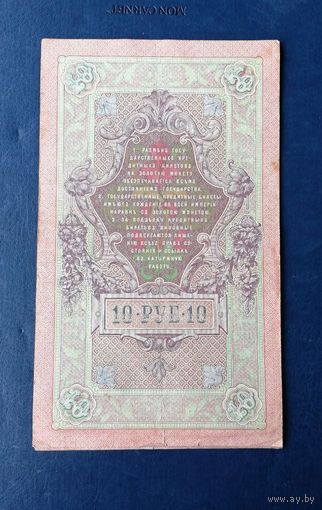 MON CARNET
1. РАЗМѢНЪ ГОСУ-
ДАРСТВЕННЫХЪ КРЕ-
ДИТНЫХЪ БИЛЕТОВЪ
НА ЗОЛОТУЮ МОНЕТУ
ОБЕЗПЕЧИВАЕТСЯ ВСѢМЪ
ДОСТОЯНІЕМЪ ГОСУДАРСТВА.
2. ГОСУДАРСТВЕННЫЕ КРЕДИТНЫЕ БИЛЕТЫ
ИМѢЮТЪ ХОЖДЕНІЕ ВО ВСЕЙ ИМПЕРІИ
НАРАВНѢ СЪ ЗОЛОТОЮ МОНЕТОЮ.
3. ЗА ПОДДѢЛКУ КРЕДИТНЫХЪ
БИЛЕТОВЪ ВИНОВНЫЕ
ПОДВЕРГАЮТСЯ ЛИШЕ-
НІЮ ВСѢХЪ ПРАВЪ СО-
СТОЯНІЯ И ССЫЛКѢ
ВЪ КАТОРЖНУЮ
РАБОТУ.
10·РУБ·10
www.ay.by